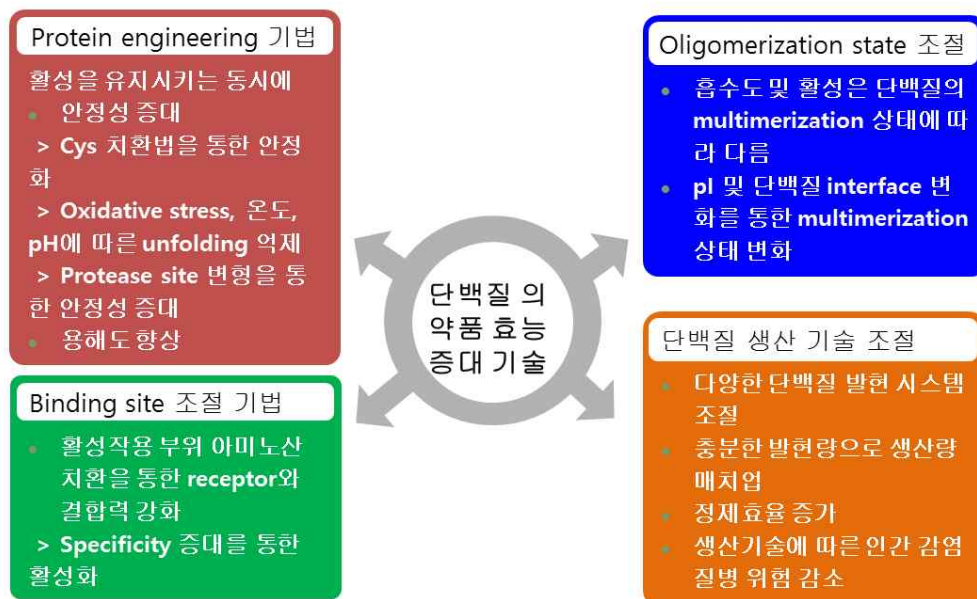 Protein engineering 기법
활성을 유지시키는 동시에
• 안정성 증대
> Cys 치환법을 통한 안정
화
> Oxidative stress, 온도,
pH에 따른 unfolding 억제
> Protease site 변형을 통
한 안정성 증대
• 용해도 향상
Binding site 조절 기법
• 활성작용 부위 아미노산
치환을 통한 receptor와
결합력 강화
> Specificity 증대를 통한
활성화
단백질 의
약품 효능
증대 기술
Oligomerization state 조절
• 흡수도 및 활성은 단백질의
multimerization 상태에 따
라 다름
• pI 및 단백질 interface 변
화를 통한 multimerization
상태 변화
단백질 생산 기술 조절
• 다양한 단백질 발현 시스템
조절
• 충분한 발현량으로 생산량
매치업
• 정제효율 증가
• 생산기술에 따른 인간 감염
질병 위험 감소